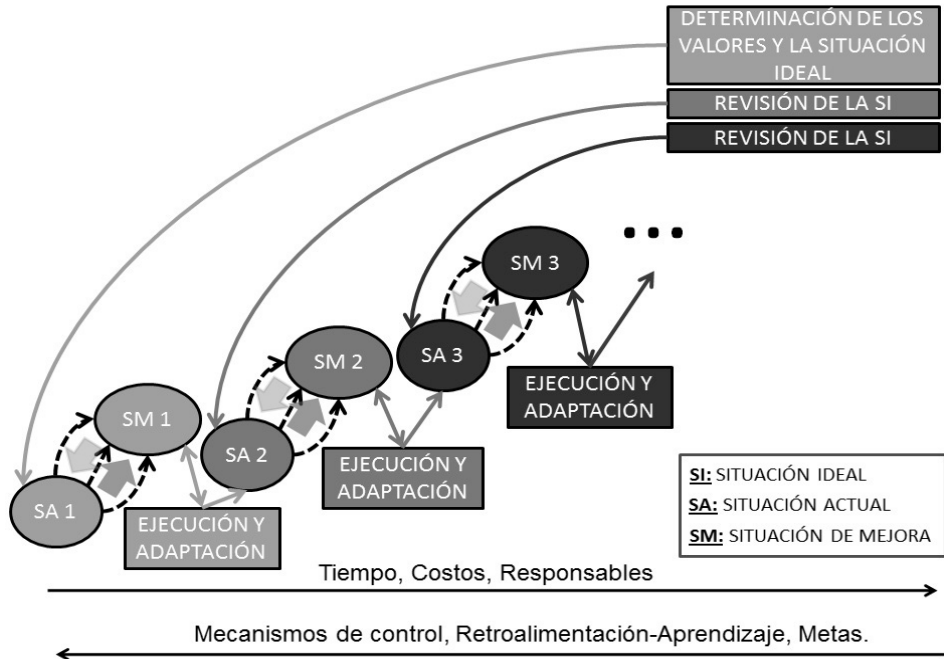 DETERMINACIÓN DE LOS
VALORES Y LA SITUACIÓN
IDEAL
REVISIÓN DE LA SI
REVISIÓN DE LA SI
SM 3
SA 3
SM 2
EJECUCIÓN Y
ADAPTACIÓN
SM 1
SA 2
EJECUCIÓN Y
ADAPTACIÓN
SA 1
EJECUCIÓN Y
ADAPTACIÓN
SI: SITUACIÓN IDEAL
SA: SITUACIÓN ACTUAL
SM: SITUACIÓN DE MEJORA
Tiempo, Costos, Responsables
Mecanismos de control, Retroalimentación-Aprendizaje, Metas.